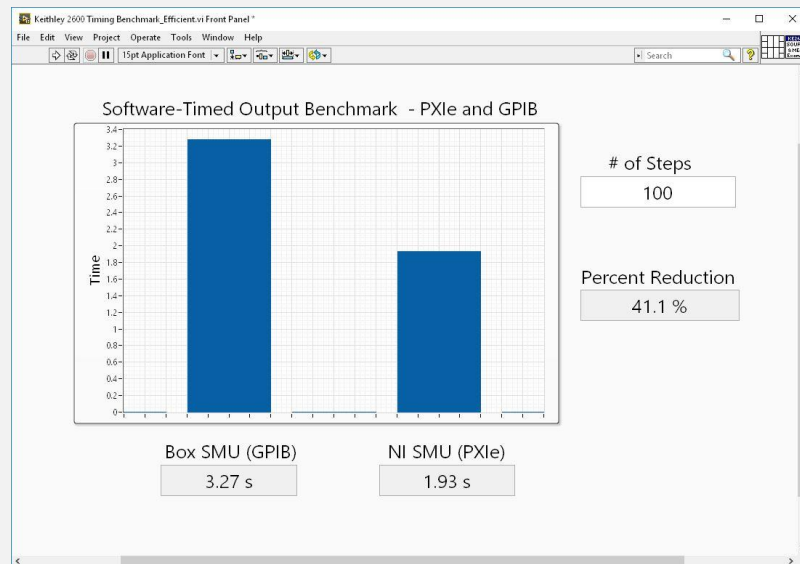 Keithley 2600 Timing Benchmark_Efficient.vi Front Panel *
File Edit View Project Operate Tools Window Help
15pt Application Font
Search
Software-Timed Output Benchmark - PXIe and GPIB
3.4
3.2
3
2.8
2.6
2.4
2.2
2
1.8
1.6
1.4
1.2
1
0.8
0.6
0.4
0.2
0
Time
# of Steps
100
Percent Reduction
41.1 %
Box SMU (GPIB)
NI SMU (PXIe)
3.27 s
1.93 s